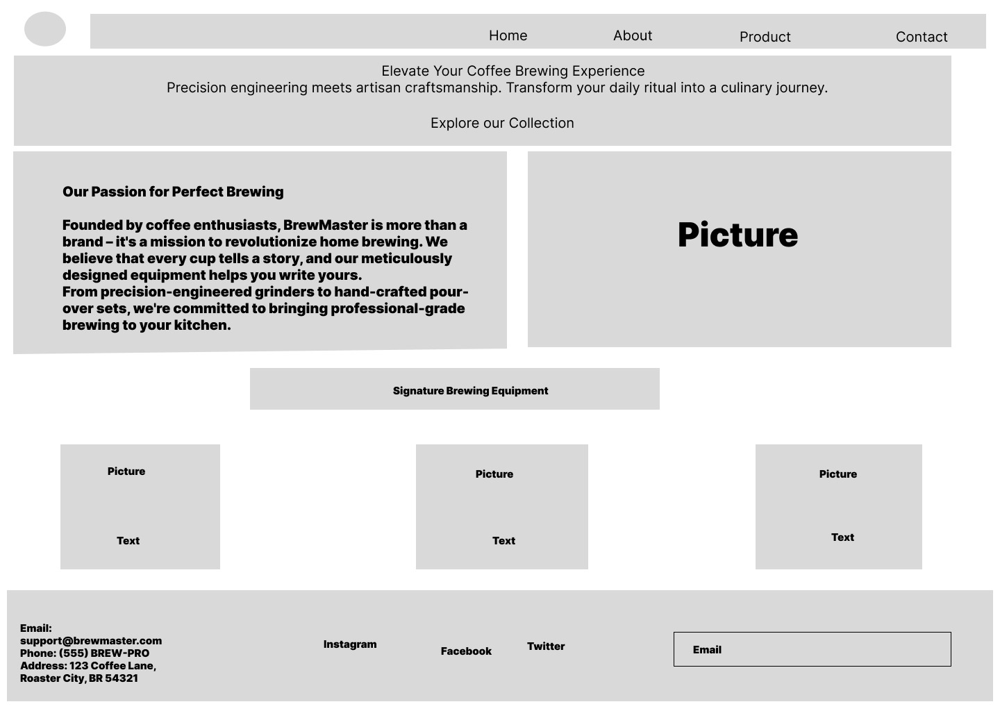 Home About Product Contact
Elevate Your Coffee Brewing Experience
Precision engineering meets artisan craftsmanship. Transform your daily ritual into a culinary journey.
Explore our Collection
Our Passion for Perfect Brewing
Founded by coffee enthusiasts, BrewMaster is more than a
brand – it's a mission to revolutionize home brewing. We
believe that every cup tells a story, and our meticulously
designed equipment helps you write yours.
From precision-engineered grinders to hand-crafted pour-
over sets, we're committed to bringing professional-grade
brewing to your kitchen.
Picture
Signature Brewing Equipment
Picture
Text
Picture
Text
Picture
Text
Email:
support@brewmaster.com
Phone: (555) BREW-PRO
Address: 123 Coffee Lane,
Roaster City, BR 54321
Instagram
Facebook
Twitter
Email